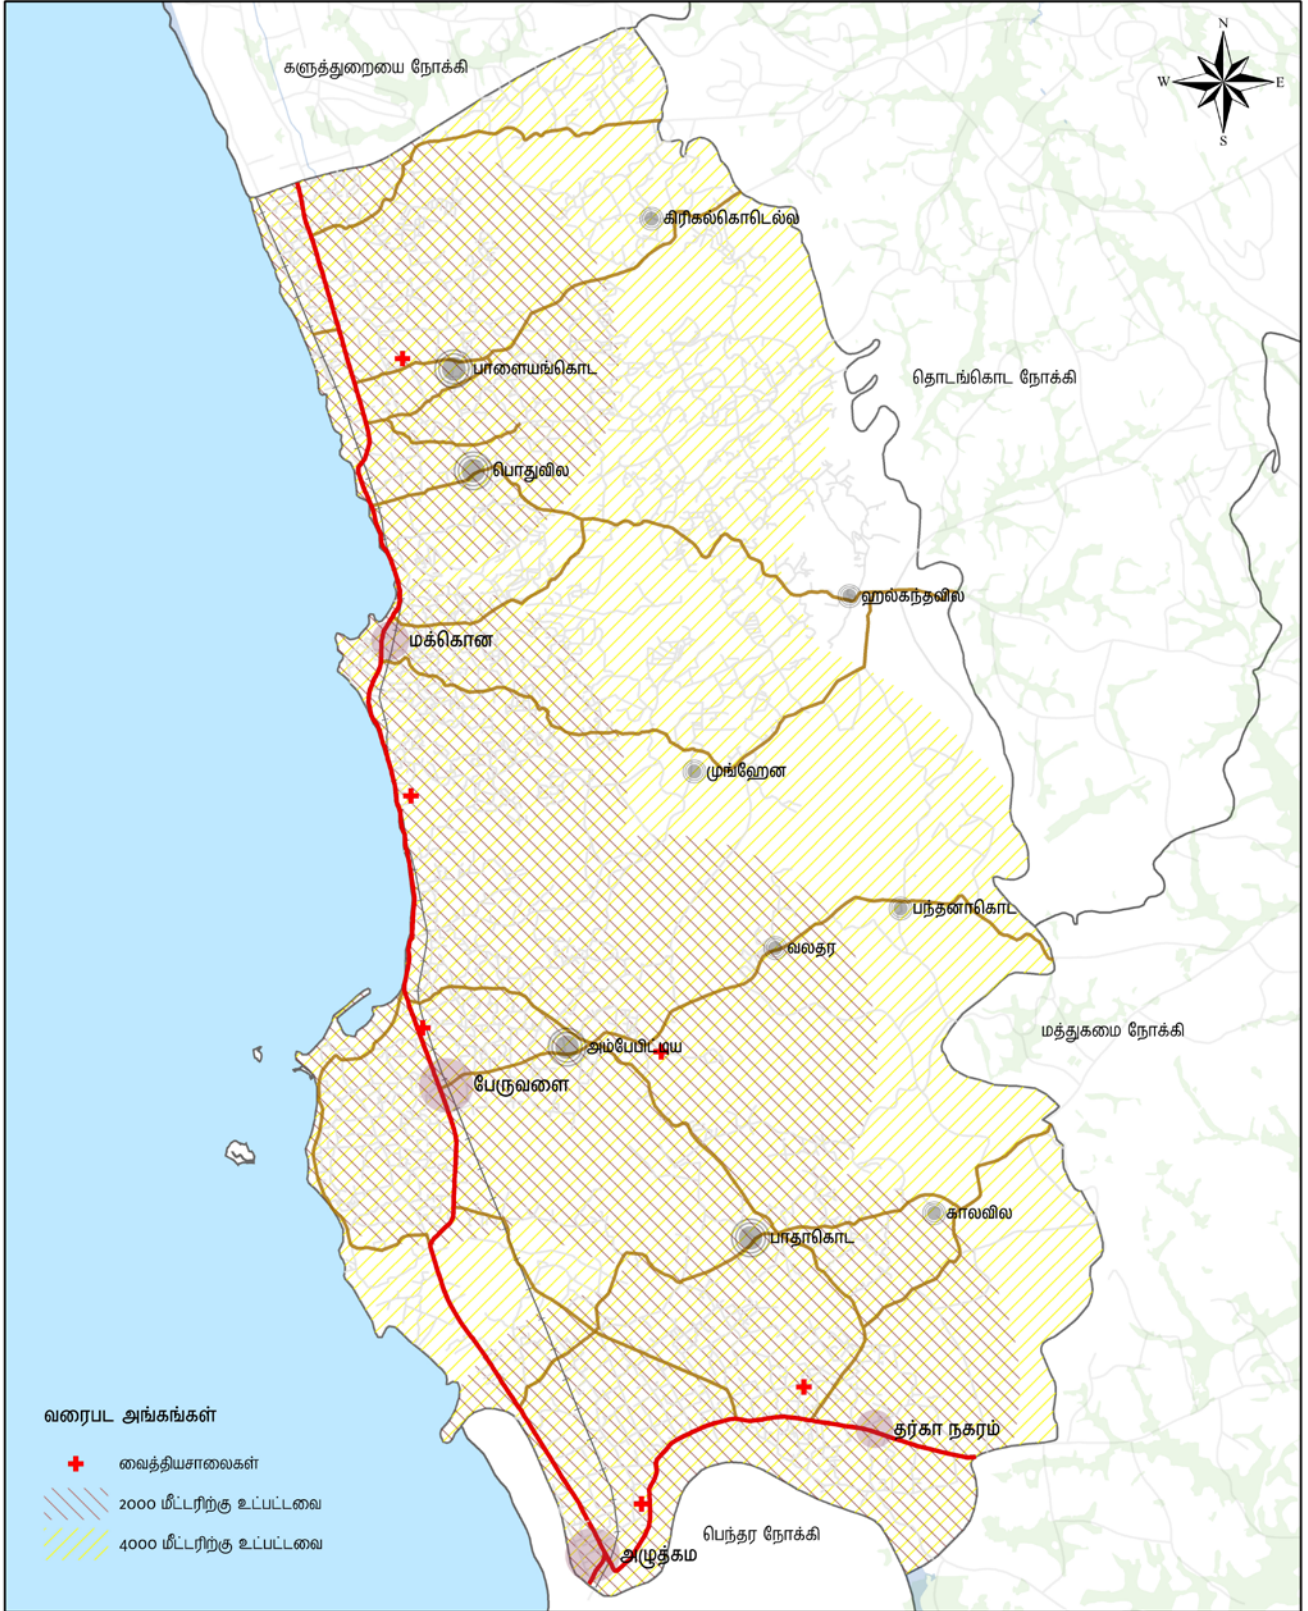 N
களுத்துறையை நோக்கி
W
E
S
கிரிகல்கொடெல்ல
பாளையங்கொட
தொடங்கொட நோக்கி
பொதுவில
ஹல்கந்தவில
மக்கொன
முங்ஹேன
பந்தனாகொட
வலதர
மத்துகமை நோக்கி
அம்பேபிட்டிய
பேருவளை
காலவில
பாதாகொட
வரைபட அங்கங்கள்
தர்கா நகரம்
வைத்தியசாலைகள்
2000 மீட்டரிற்கு உட்பட்டவை
பெந்தர நோக்கி
4000 மீட்டரிற்கு உட்பட்டவை
அழுத்கம